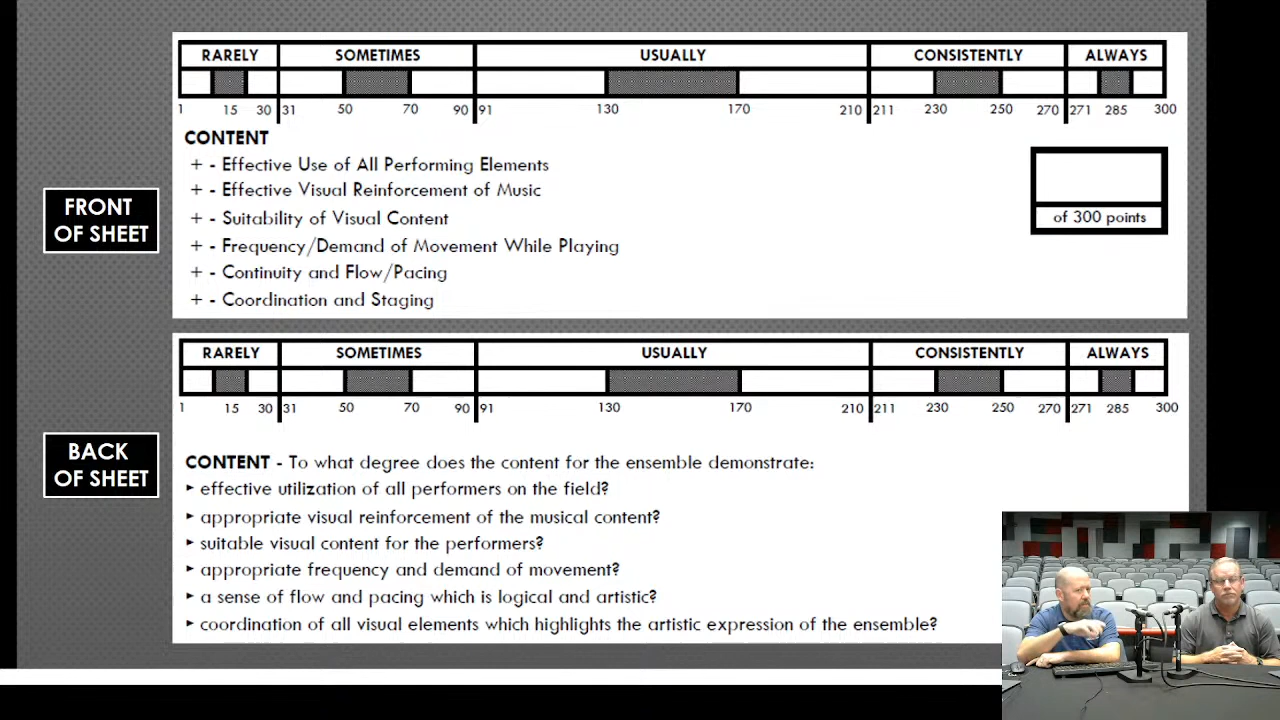 RARELY SOMETIMES USUALLY CONSISTENTLY ALWAYS
1 15 30 31 50 70 90 91 130 170 210 211 230 250 270 271 285 300
CONTENT
+ - Effective Use of All Performing Elements
+ - Effective Visual Reinforcement of Music
+ - Suitability of Visual Content
+ - Frequency/Demand of Movement While Playing
+ - Continuity and Flow/Pacing
+ - Coordination and Staging
of 300 points
FRONT
OF SHEET
RARELY SOMETIMES USUALLY CONSISTENTLY ALWAYS
1 15 30 31 50 70 90 91 130 170 210 211 230 250 270 271 285 300
BACK
OF SHEET
CONTENT - To what degree does the content for the ensemble demonstrate:
‣ effective utilization of all performers on the field?
‣ appropriate visual reinforcement of the musical content?
‣ suitable visual content for the performers?
‣ appropriate frequency and demand of movement?
‣ a sense of flow and pacing which is logical and artistic?
‣ coordination of all visual elements which highlights the artistic expression of the ensemble?